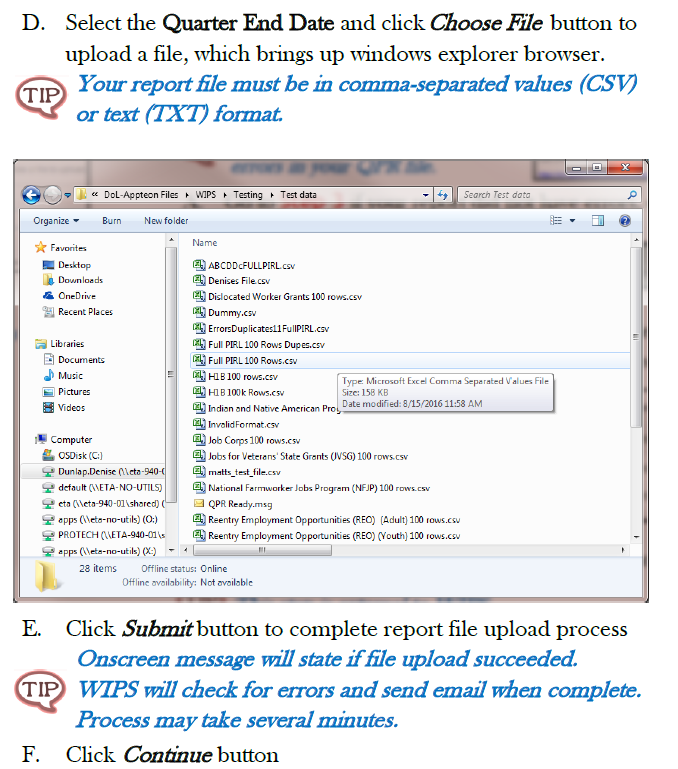 D. Select the Quarter End Date and click Choose File button to
upload a file, which brings up windows explorer browser.
TIP
Your report file must be in comma-separated values (CSV)
or text (TXT) format.
« DoL-Appteon Files WIPS Testing Test data
Search Test data
Organize Burn New folder
Name
Favorites
Desktop
Downloads
OneDrive
Recent Places
Libraries
Documents
Music
Pictures
Videos
Computer
OSDisk (C:)
Dunlap.Denise (\\eta-940-(
default (\\ETA-NO-UTILS)
eta (\\eta-940-01\shared) (
apps (\\eta-no-utils) (O:)
PROTECH (\\ETA-940-01\s
apps (\\eta-no-utils) (X:)
ABCDDcFULLPIRL.csv
Denises File.csv
Dislocated Worker Grants 100 rows.csv
Dummy.csv
ErrorsDuplicates11FullPIRL.csv
Full PIRL 100 Rows Dupes.csv
Full PIRL 100 Rows.csv
H1B 100 rows.csv
H1B 100k Rows.csv
Indian and Native American Prog
InvalidFormat.csv
Job Corps 100 rows.csv
Jobs for Veterans' State Grants (JVSG) 100 rows.csv
matts_test_file.csv
National Farmworker Jobs Program (NFJP) 100 rows.csv
QPR Ready.msg
Reentry Employment Opportunities (REO) (Adult) 100 rows.csv
Reentry Employment Opportunities (REO) (Youth) 100 rows.csv
Type: Microsoft Excel Comma Separated Values File
Size: 158 KB
Date modified: 8/15/2016 11:58 AM
28 items Offline status: Online
Offline availability: Not available
E. Click Submit button to complete report file upload process
Onscreen message will state if file upload succeeded.
TIP
WIPS will check for errors and send email when complete.
Process may take several minutes.
F. Click Continue button